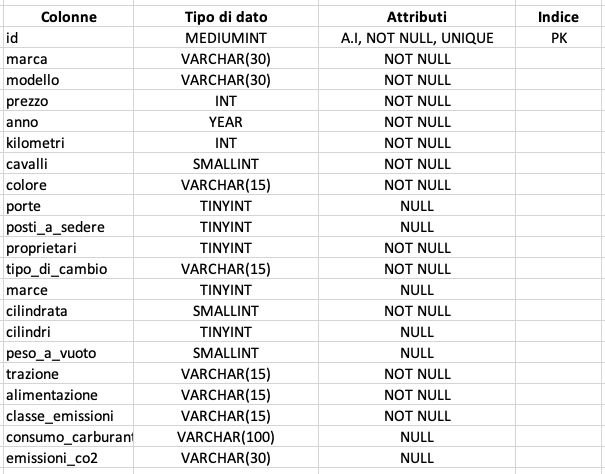 Colonne Tipo di dato Attributi Indice
id MEDIUMINT A.I, NOT NULL, UNIQUE PK
marca VARCHAR(30) NOT NULL
modello VARCHAR(30) NOT NULL
prezzo INT NOT NULL
anno YEAR NOT NULL
kilometri INT NOT NULL
cavalli SMALLINT NOT NULL
colore VARCHAR(15) NOT NULL
porte TINYINT NULL
posti_a_sedere TINYINT NULL
proprietari TINYINT NOT NULL
tipo_di_cambio VARCHAR(15) NOT NULL
marce TINYINT NULL
cilindrata SMALLINT NOT NULL
cilindri TINYINT NULL
peso_a_vuoto SMALLINT NULL
trazione VARCHAR(15) NOT NULL
alimentazione VARCHAR(15) NOT NULL
classe_emissioni VARCHAR(15) NOT NULL
consumo_carburant VARCHAR(100) NULL
emissioni_co2 VARCHAR(30) NULL